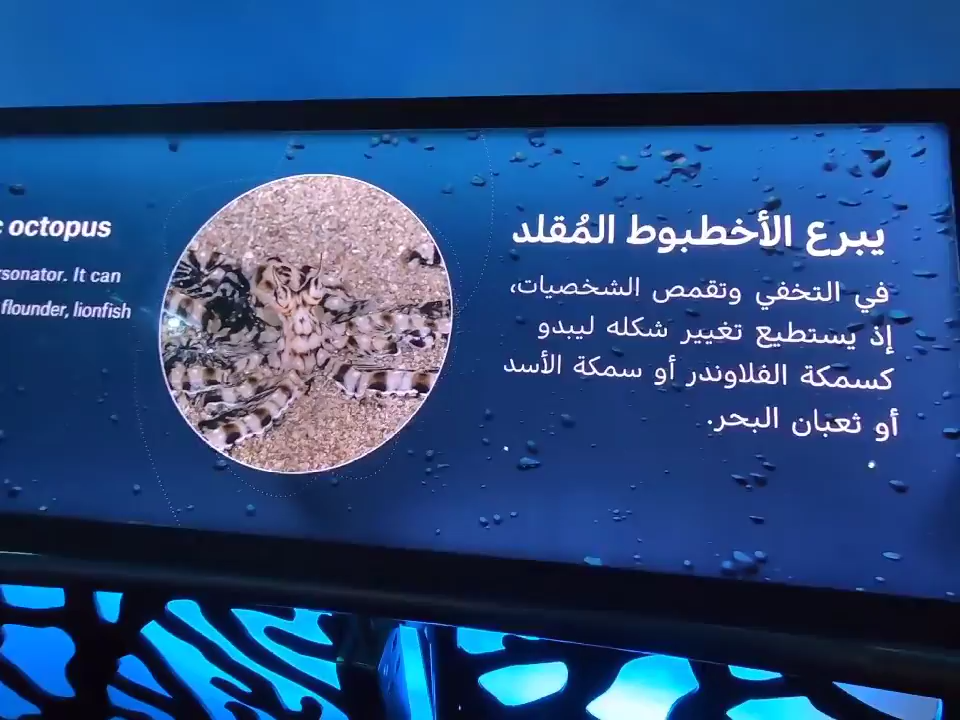 octopus
It can
flounder, lionfish
يبرع الأخطبوط المُقلد
في التخفي وتقمص الشخصيات،
إذ يستطيع تغيير شكله ليبدو
كسمكة الفلاوندر أو سمكة الأسد
أو ثعبان البحر.